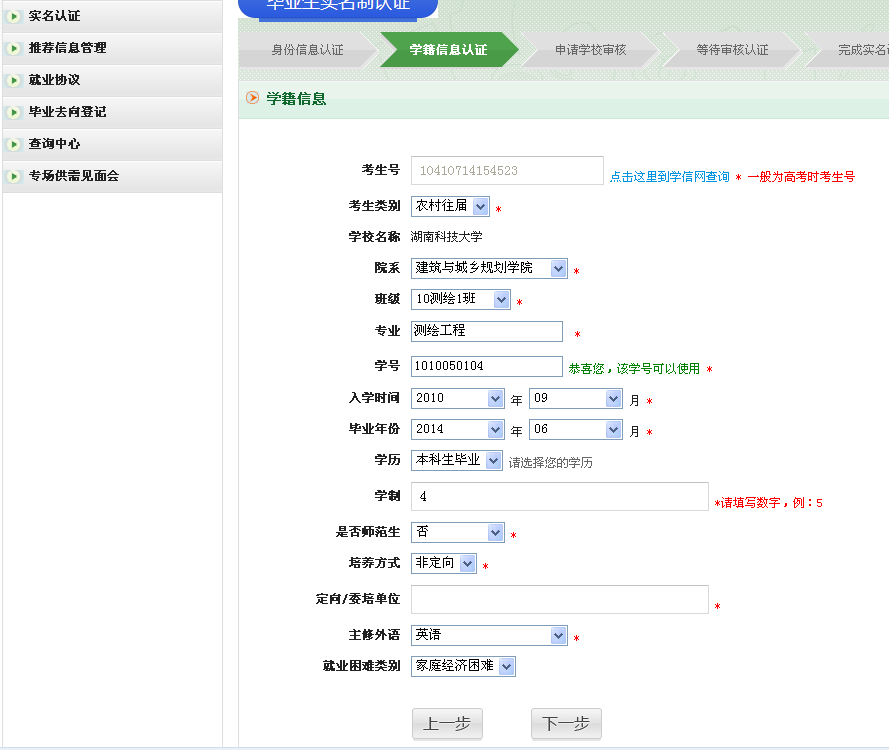 实名认证
推荐信息管理
就业协议
毕业去向登记
查询中心
专场供需见面会
毕业生实名制认证
身份信息认证 学籍信息认证 申请学校审核 等待审核认证 完成实名
学籍信息
考生号 10410714154523 点击这里到学信网查询 * 一般为高考时考生号
考生类别 农村往届 *
学校名称 湖南科技大学
院系 建筑与城乡规划学院 *
班级 10测绘1班 *
专业 测绘工程 *
学号 1010050104 恭喜您，该学号可以使用 *
入学时间 2010 年 09 月 *
毕业年份 2014 年 06 月 *
学历 本科生毕业 请选择您的学历
学制 4 *请填写数字，例：5
是否师范生 否 *
培养方式 非定向 *
定向/委培单位 *
主修外语 英语 *
就业困难类别 家庭经济困难
上一步 下一步